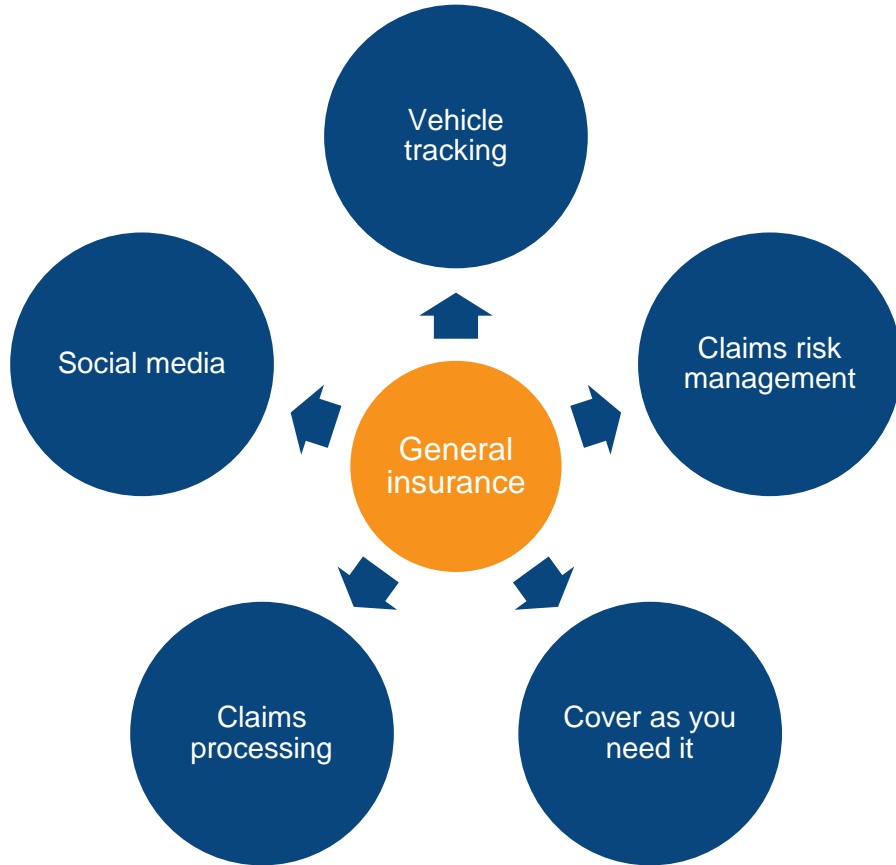 Vehicle
tracking
Social media
Claims risk
management
General
insurance
Claims
processing
Cover as you
need it